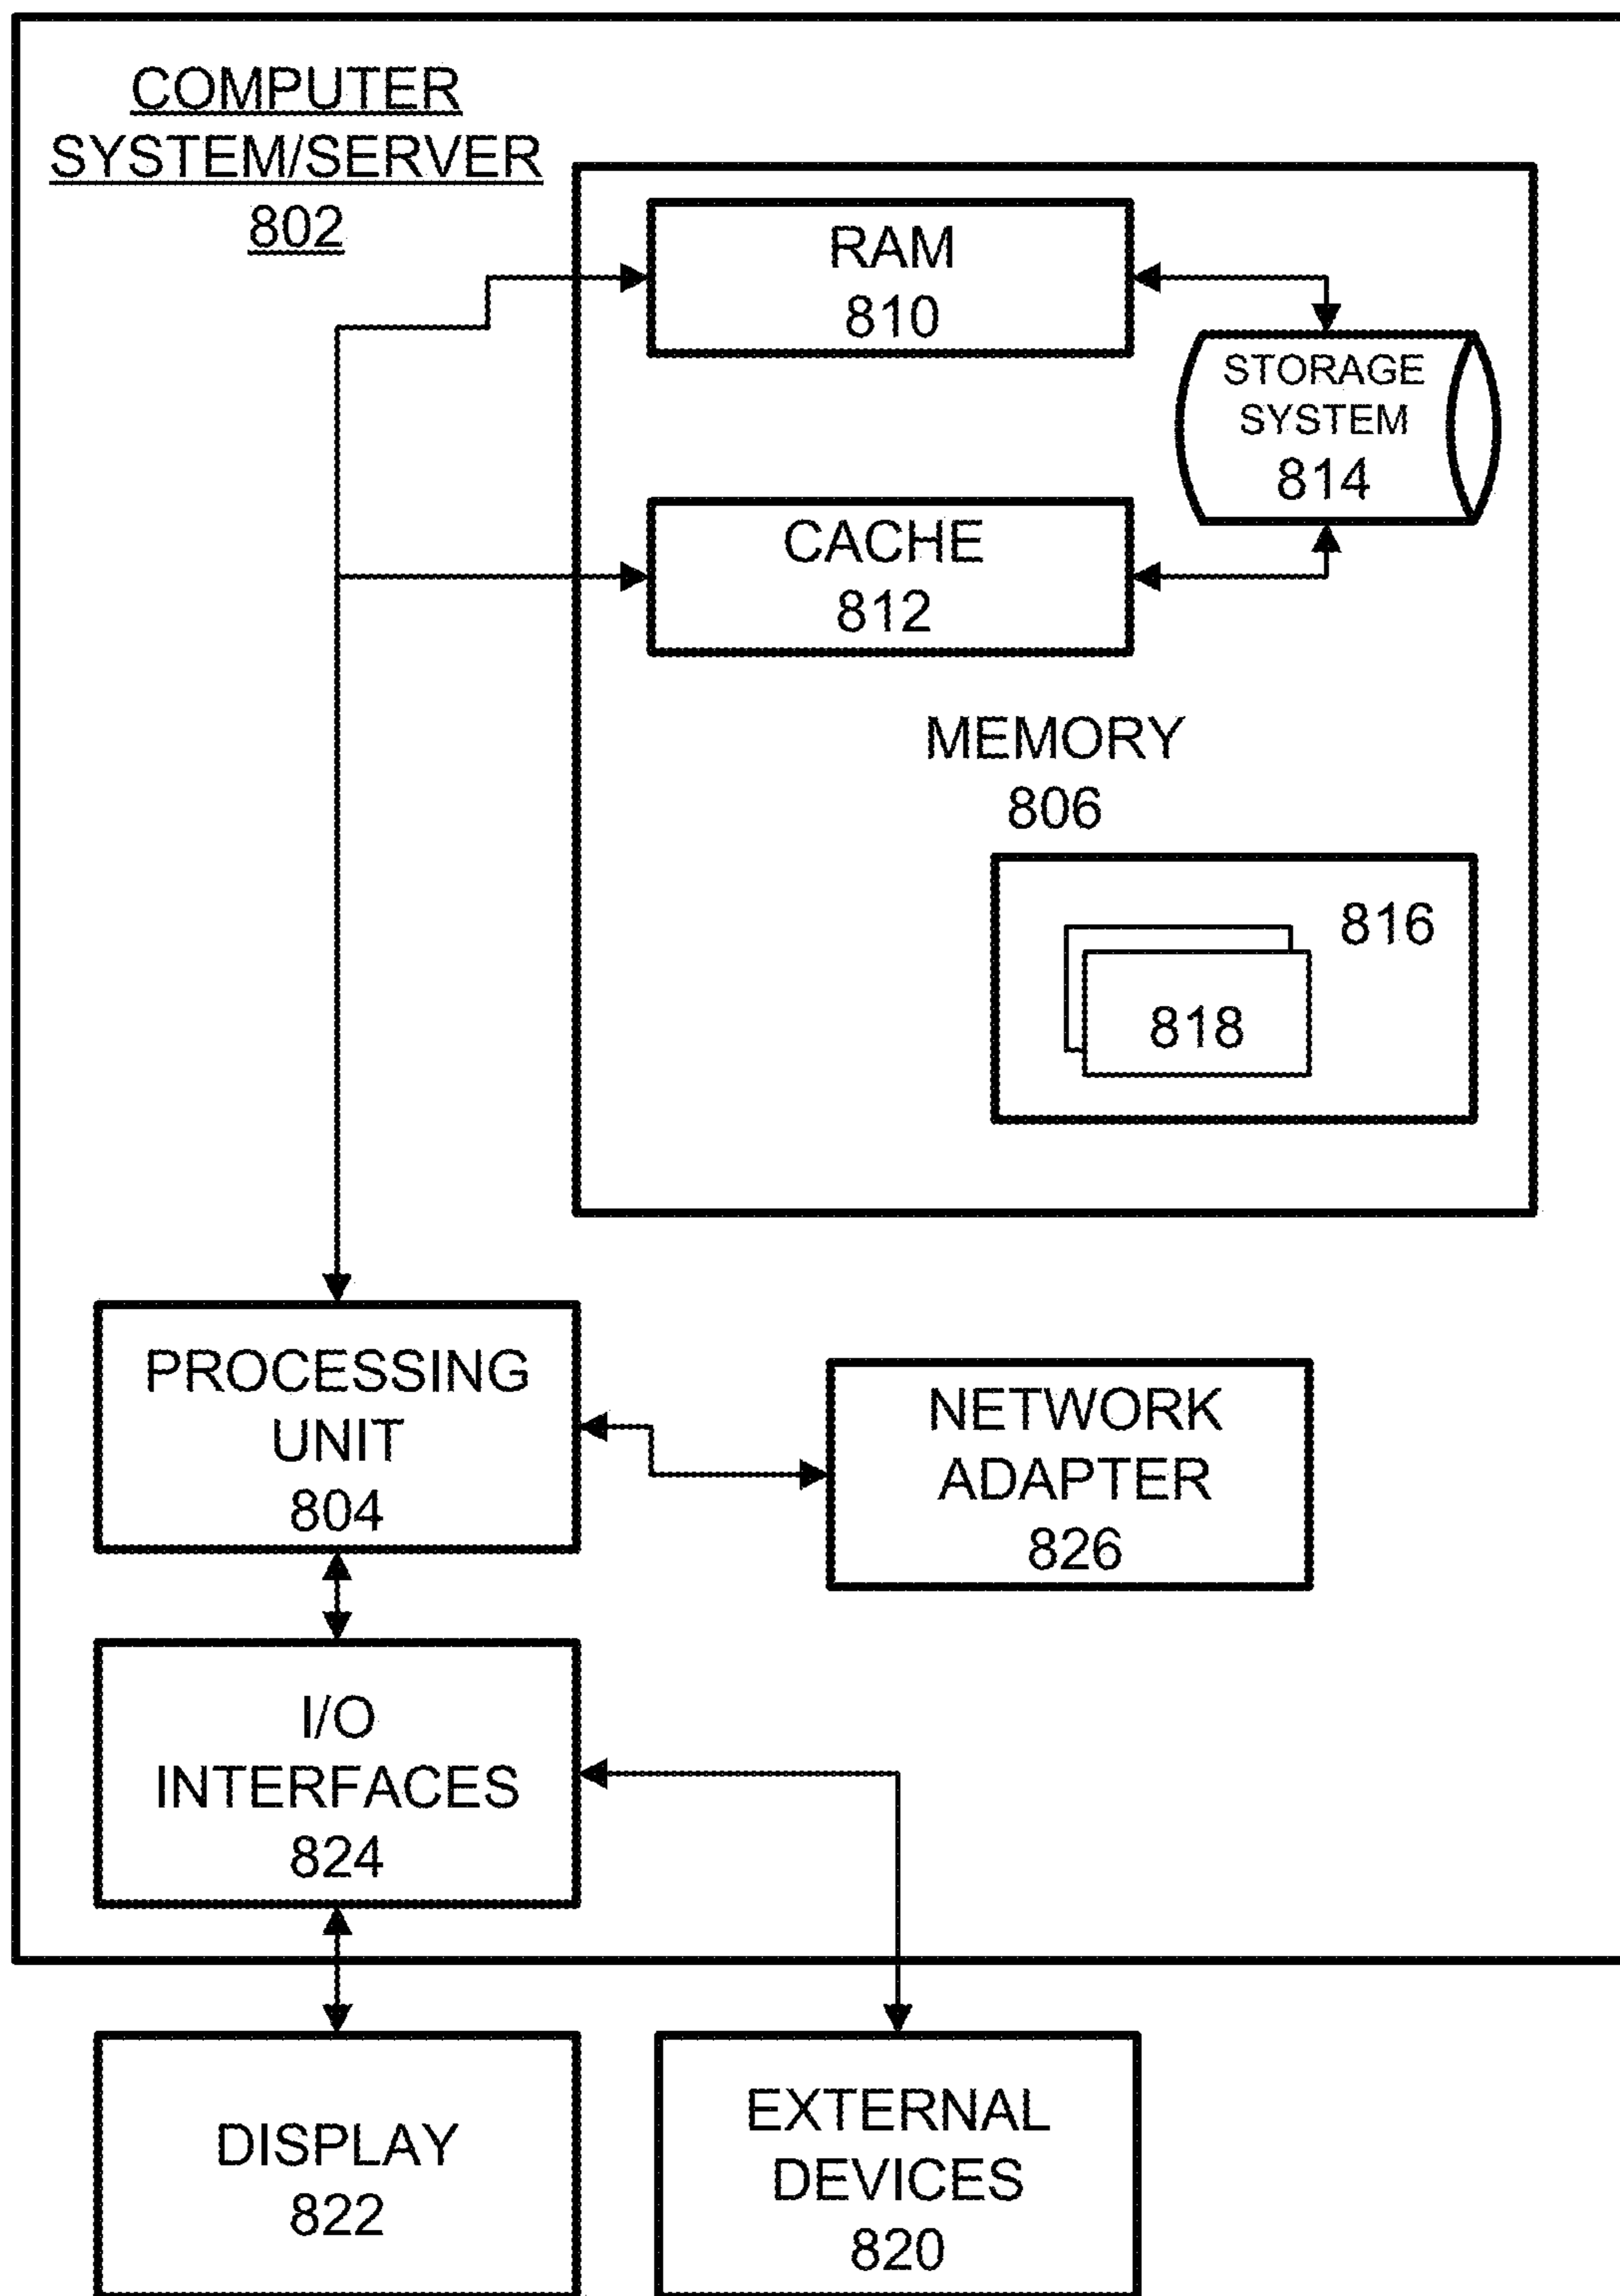 COMPUTER
SYSTEM/SERVER
802
RAM
810
STORAGE
SYSTEM
814
CACHE
812
MEMORY
806
816
818
PROCESSING
UNIT
804
NETWORK
ADAPTER
826
I/O
INTERFACES
824
DISPLAY
822
EXTERNAL
DEVICES
820